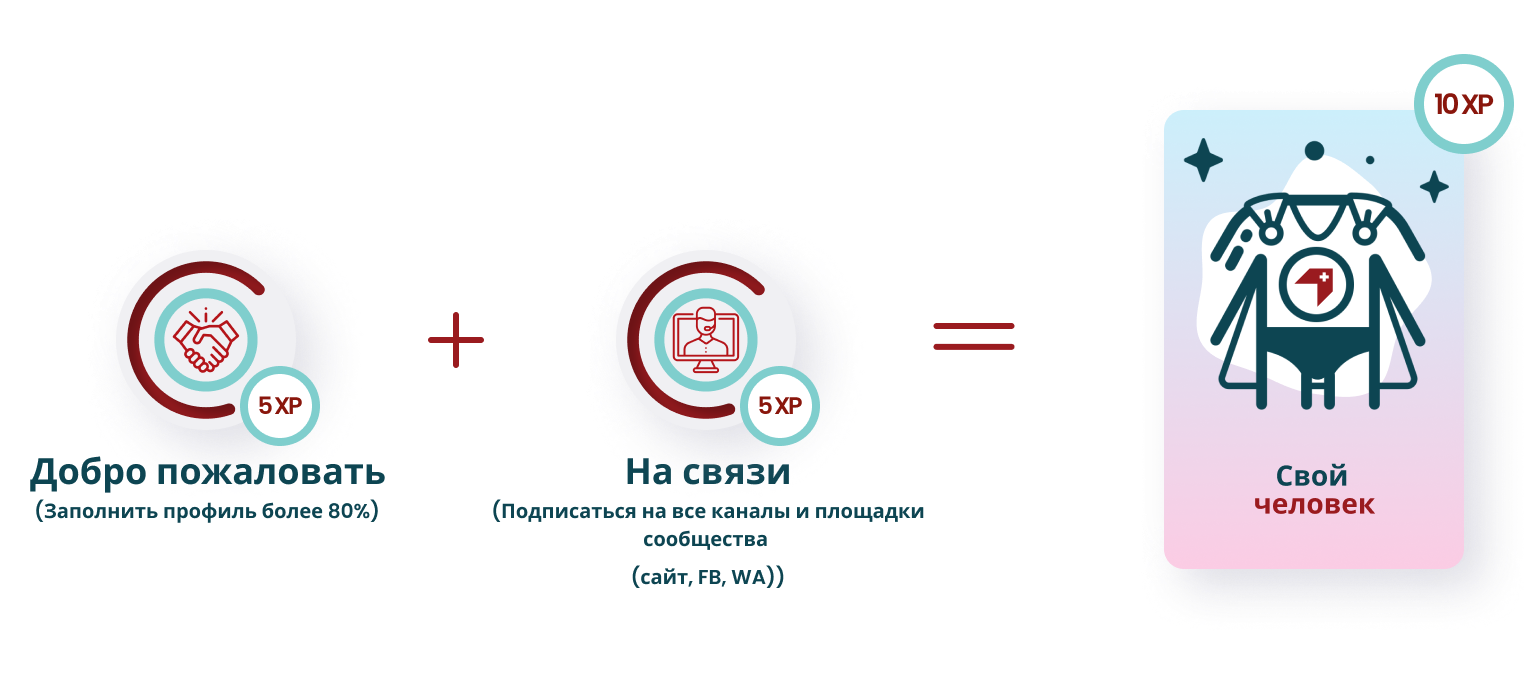 10 XP
5 XP
5 XP
Добро пожаловать
(Заполнить профиль более 80%)
На связи
(Подписаться на все каналы и площадки
сообщества
(сайт, FB, WA))
Свой
человек